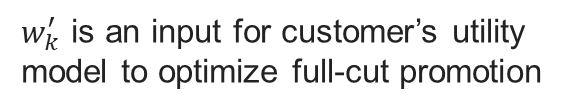 w′ₖ is an input for customer’s utility
model to optimize full-cut promotion